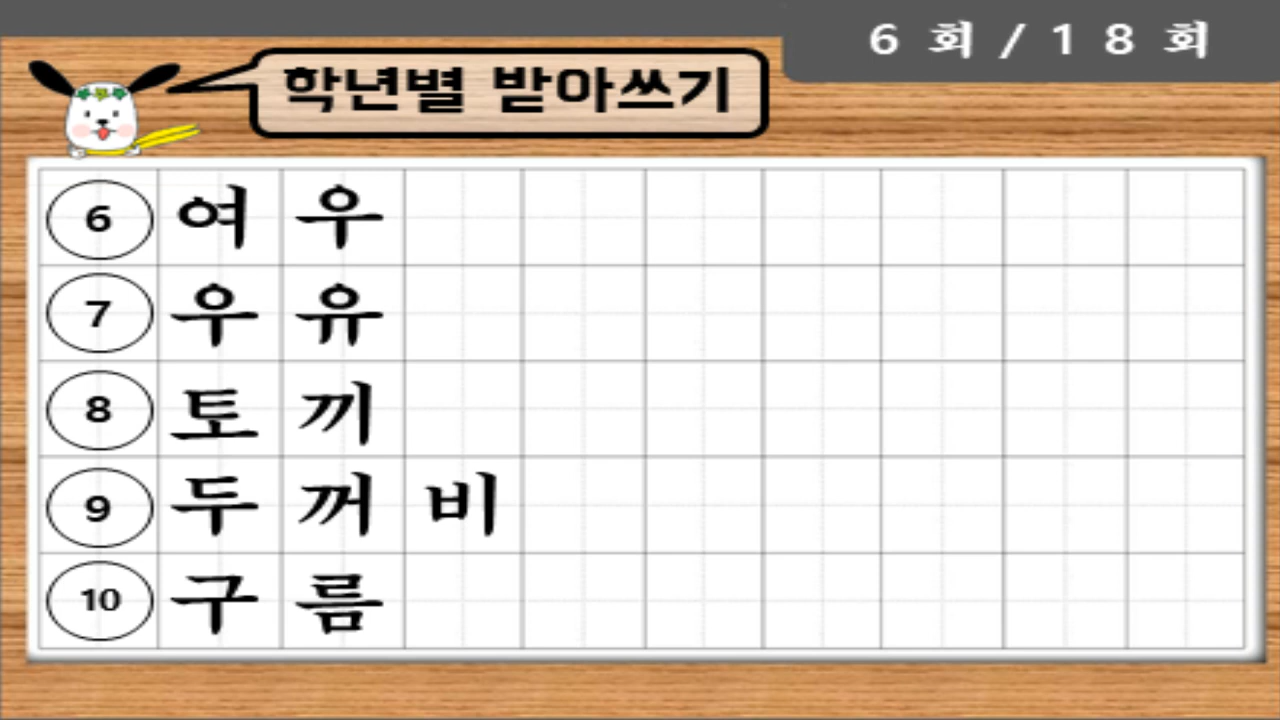 6 회 / 1 8 회
학년별 받아쓰기
6 여 우
7 우 유
8 토 끼
9 두 꺼 비
10 구 름